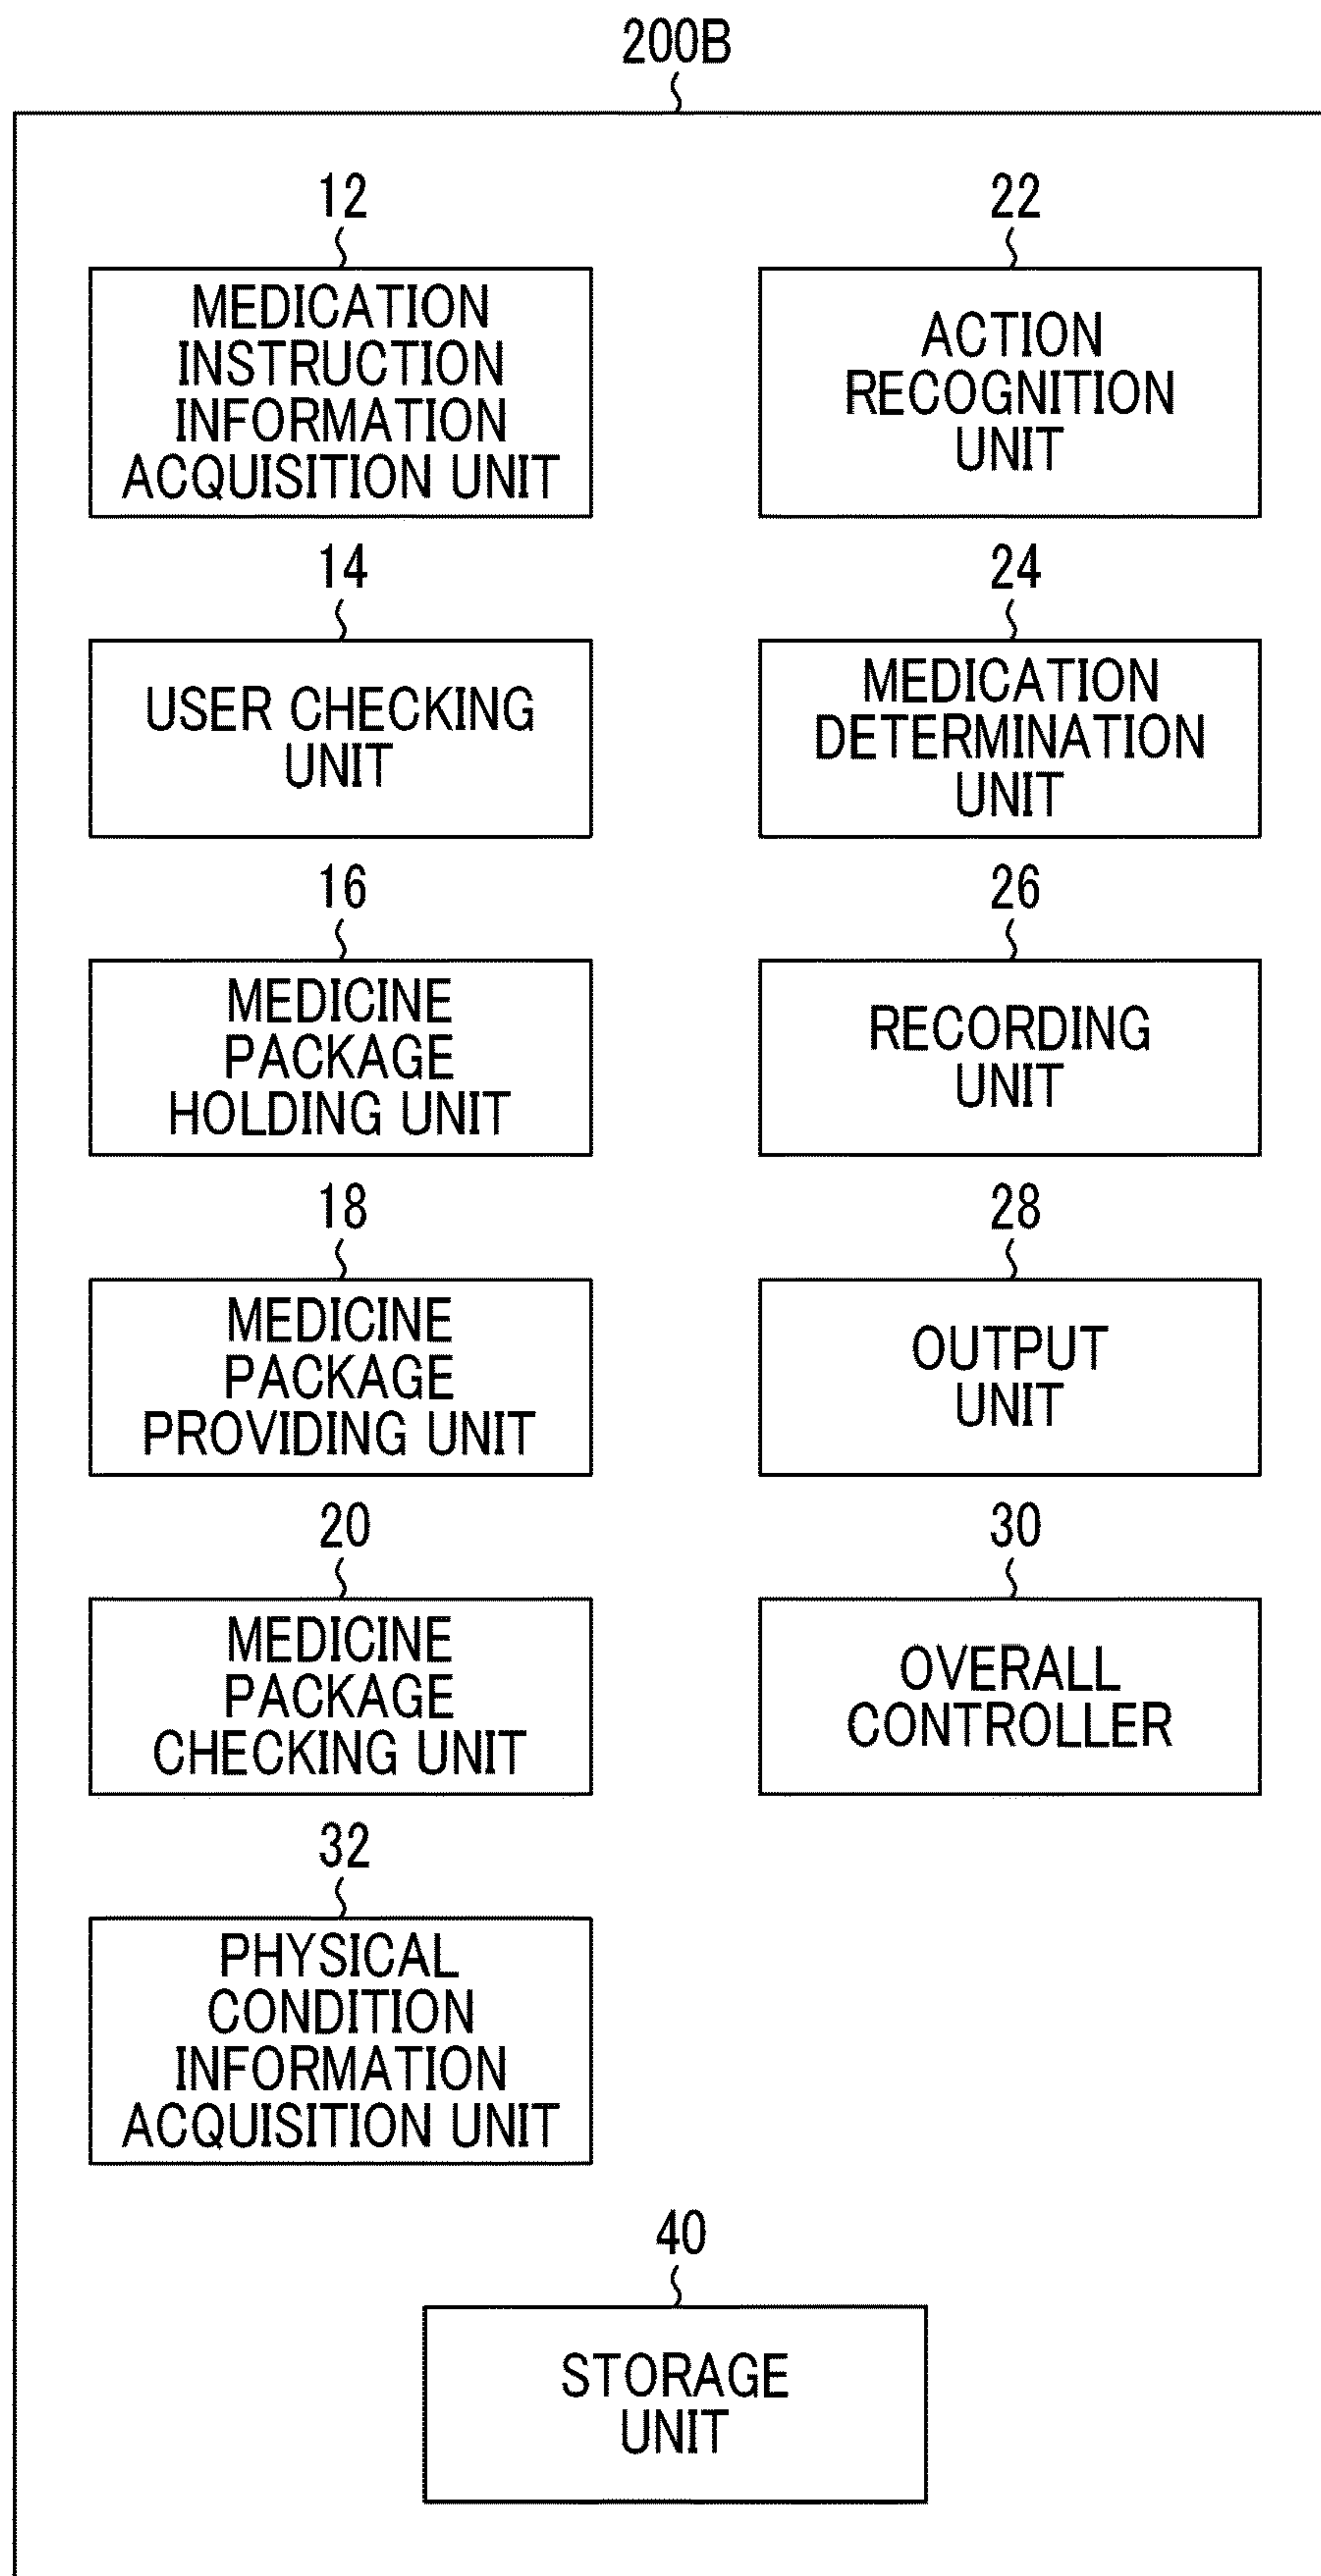 200B
12
MEDICATION
INSTRUCTION
INFORMATION
ACQUISITION UNIT
22
ACTION
RECOGNITION
UNIT
14
USER CHECKING
UNIT
24
MEDICATION
DETERMINATION
UNIT
16
MEDICINE
PACKAGE
HOLDING UNIT
26
RECORDING
UNIT
18
MEDICINE
PACKAGE
PROVIDING UNIT
28
OUTPUT
UNIT
20
MEDICINE
PACKAGE
CHECKING UNIT
30
OVERALL
CONTROLLER
32
PHYSICAL
CONDITION
INFORMATION
ACQUISITION UNIT
40
STORAGE
UNIT